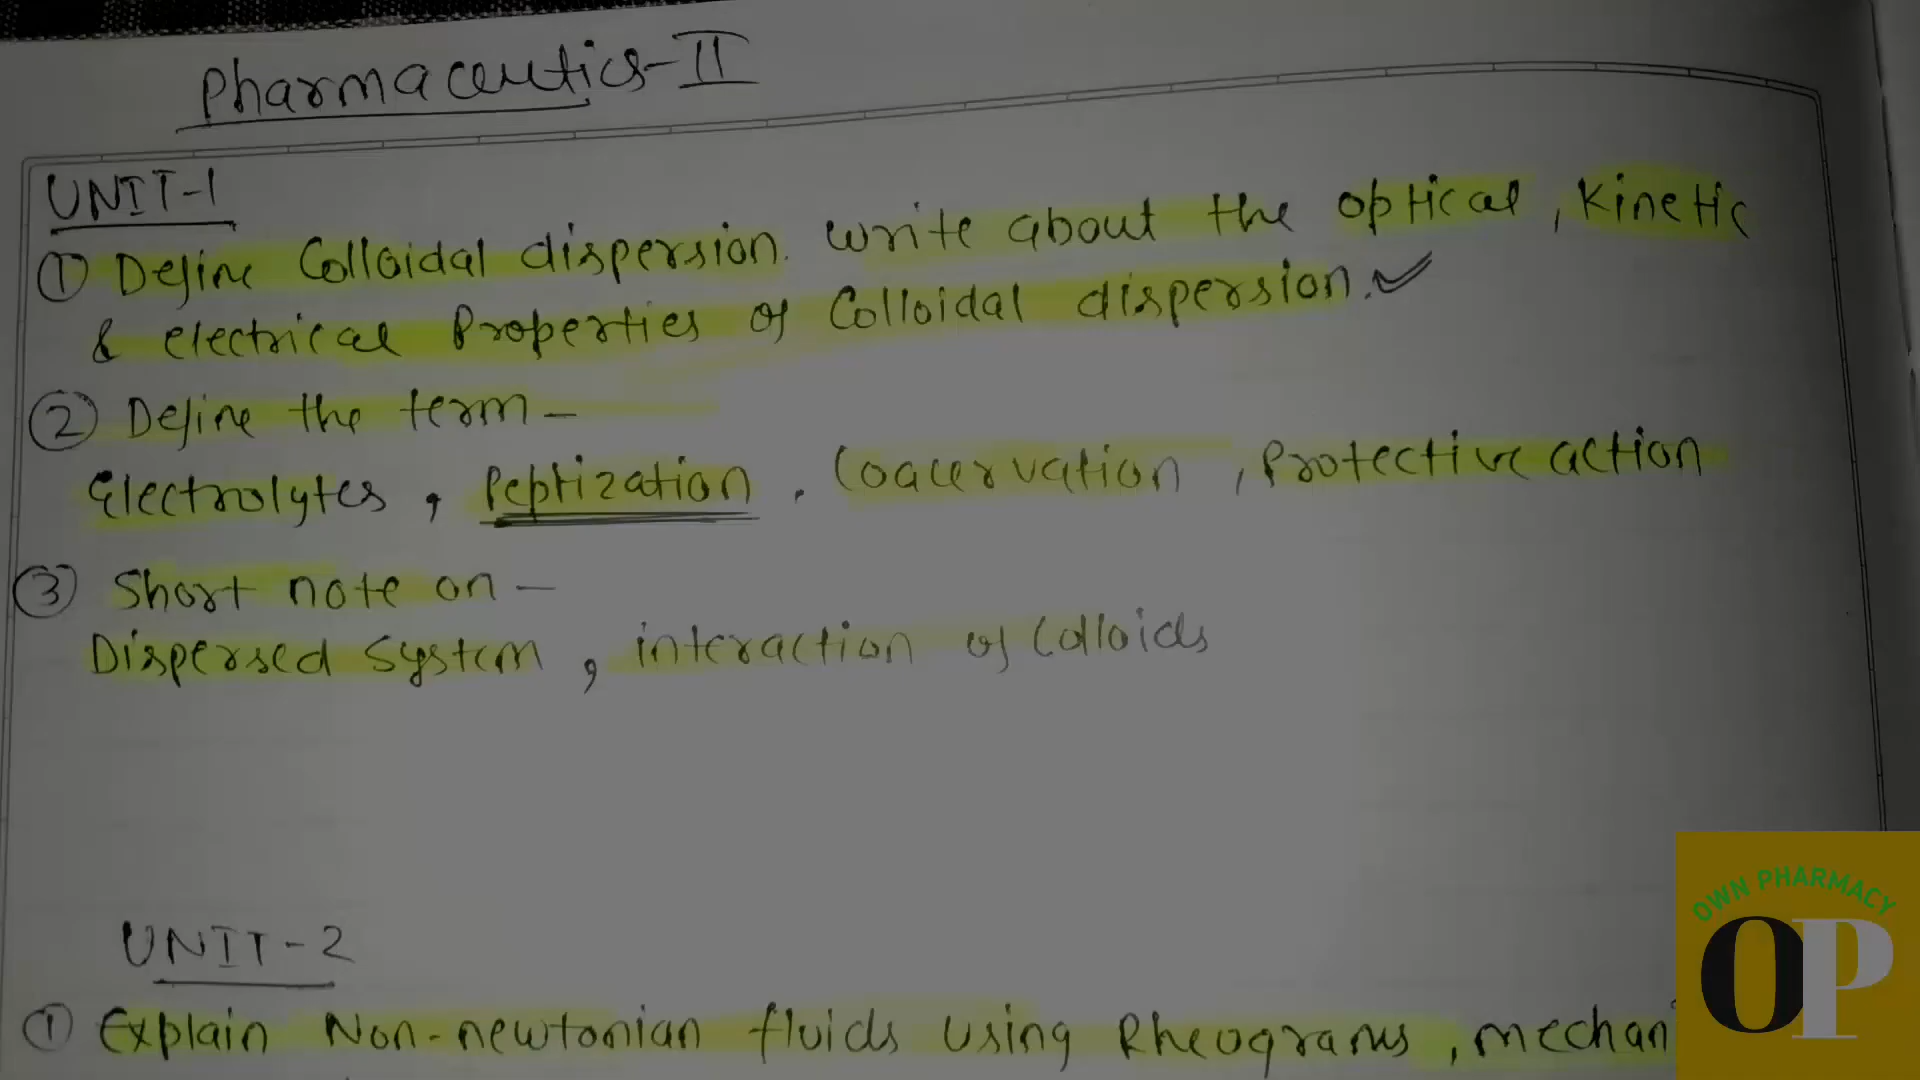 Pharmaceutics-II
UNIT-1
① Define Colloidal dispersion. Write about the optical, Kinetic
& electrical Properties of Colloidal dispersion. ✓
② Define the term -
Electrolytes, Peptization, Coacervation, Protective action
③ Short note on -
Dispersed System, interaction of Colloids
UNIT-2
① Explain Non-newtonian fluids using Rheograms, mechan
OWN PHARMACY
OP